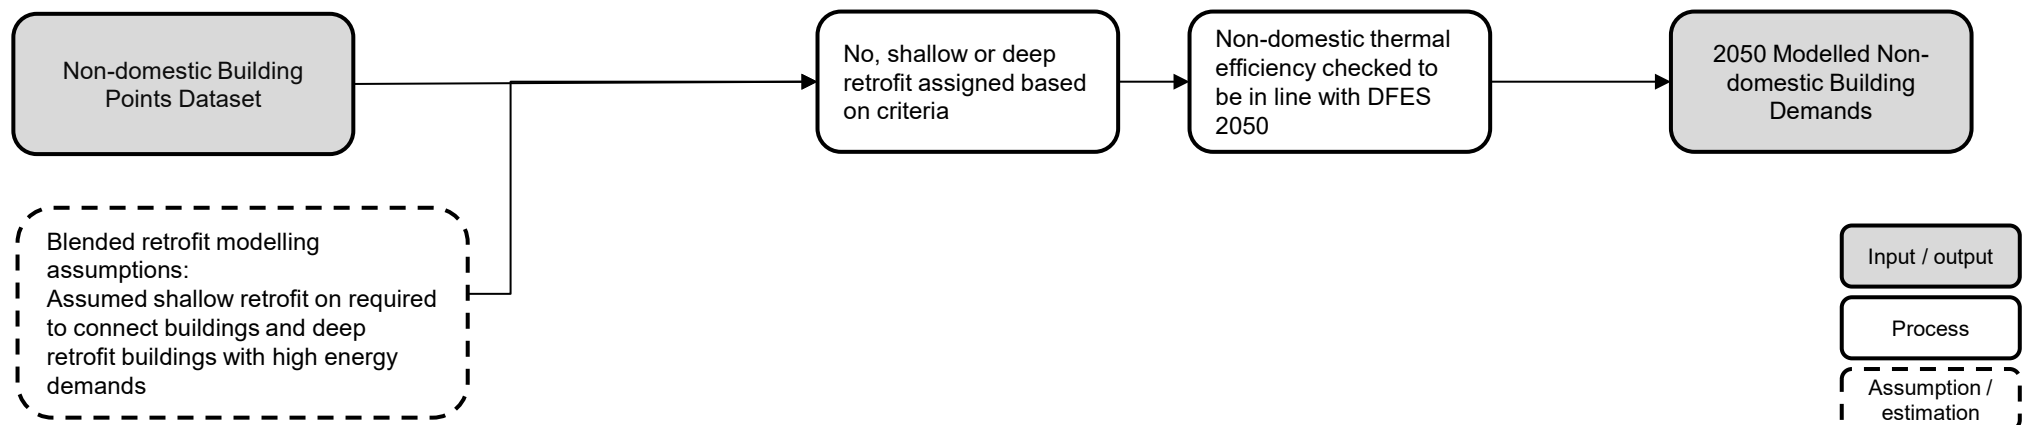 Non-domestic Building
Points Dataset
No, shallow or deep
retrofit assigned based
on criteria
Non-domestic thermal
efficiency checked to
be in line with DFES
2050
2050 Modelled Non-
domestic Building
Demands
Blended retrofit modelling
assumptions:
Assumed shallow retrofit on required
to connect buildings and deep
retrofit buildings with high energy
demands
Input / output
Process
Assumption /
estimation